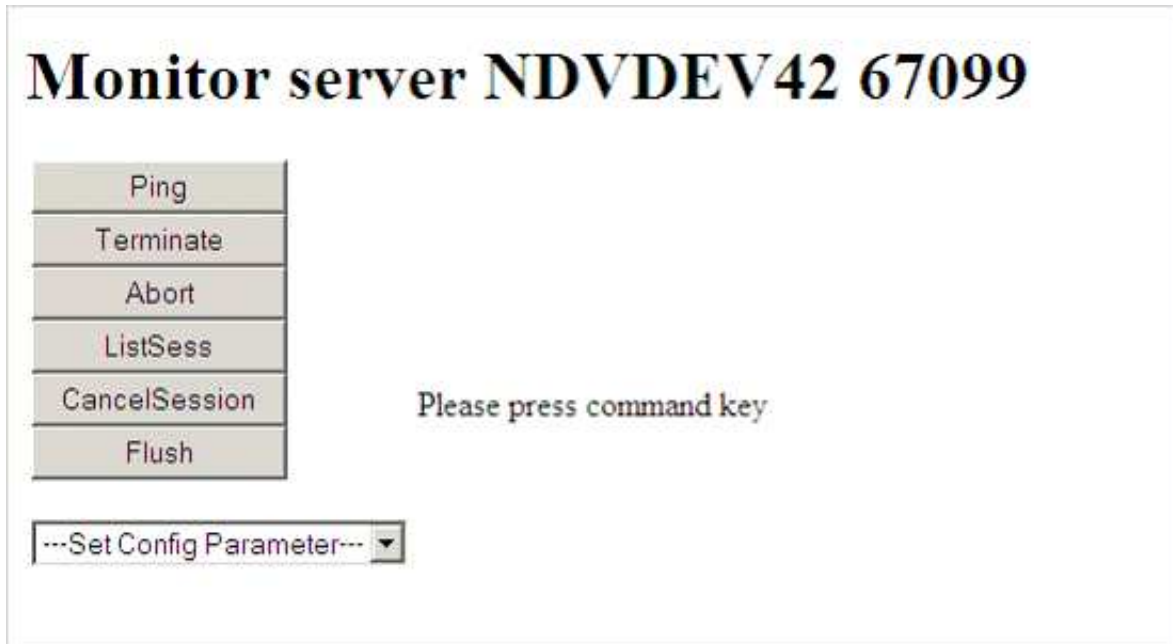 Monitor server NDVDEV42 67099
Ping
Terminate
Abort
ListSess
CancelSession
Please press command key
Flush
---Set Config Parameter---